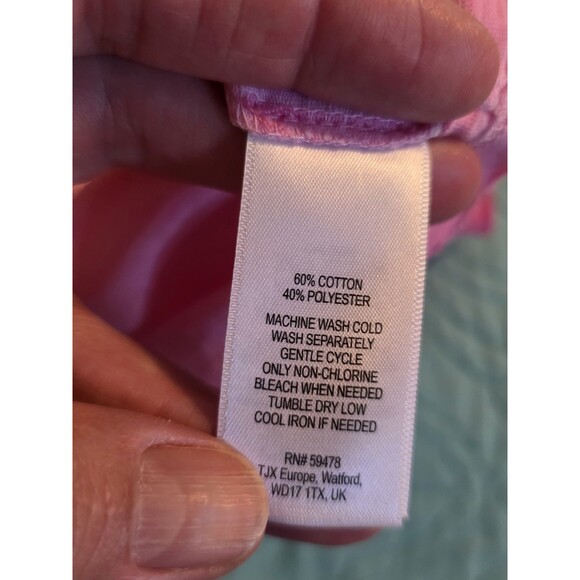 60% COTTON
40% POLYESTER
MACHINE WASH COLD
WASH SEPARATELY
GENTLE CYCLE
ONLY NON-CHLORINE
BLEACH WHEN NEEDED
TUMBLE DRY LOW
COOL IRON IF NEEDED
RN# 59478
TJX Europe, Watford,
WD17 1TX, UK